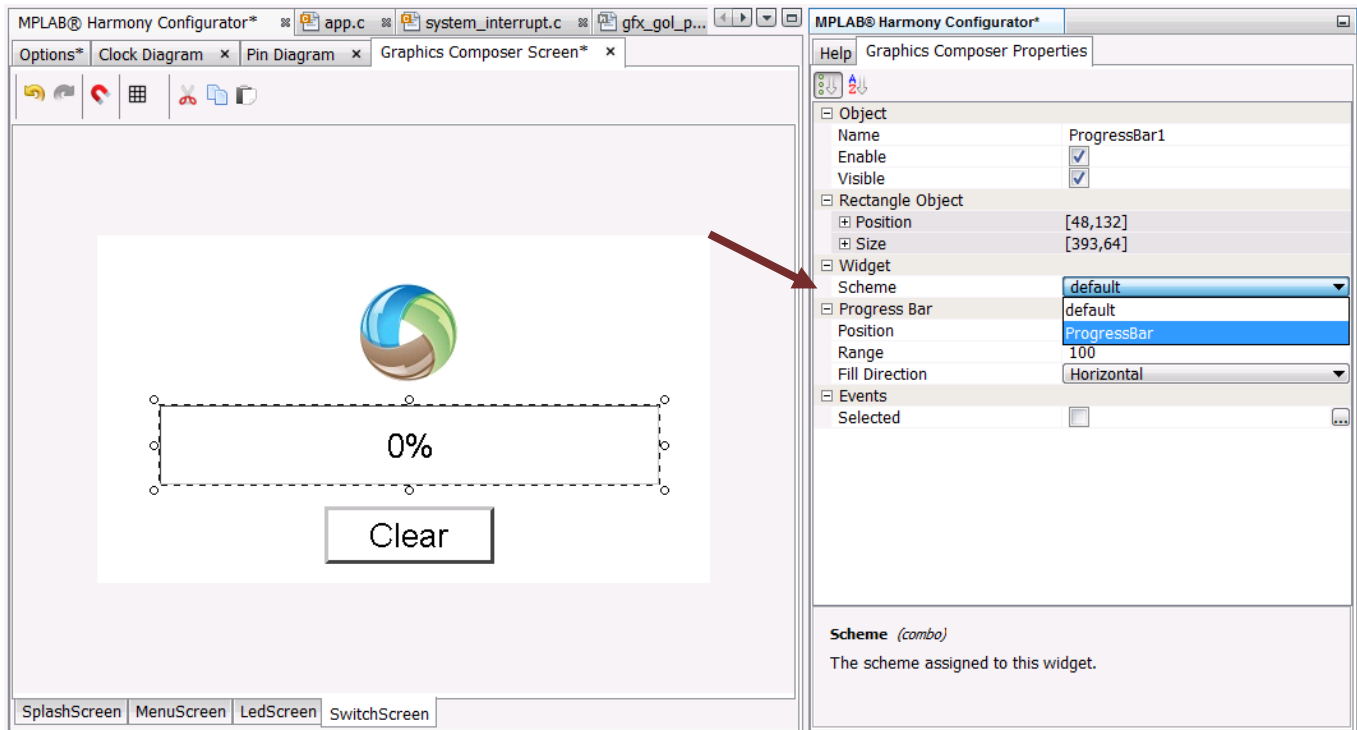 MPLAB® Harmony Configurator* app.c system_interrupt.c gfx_gol_p...
Options* Clock Diagram Pin Diagram Graphics Composer Screen*
0%
Clear
SplashScreen MenuScreen LedScreen SwitchScreen
MPLAB® Harmony Configurator*
Help Graphics Composer Properties
Object
Name ProgressBar1
Enable
Visible
Rectangle Object
Position [48,132]
Size [393,64]
Widget
Scheme default
Progress Bar default
Position ProgressBar
Range 100
Fill Direction Horizontal
Events
Selected ...
Scheme (combo)
The scheme assigned to this widget.